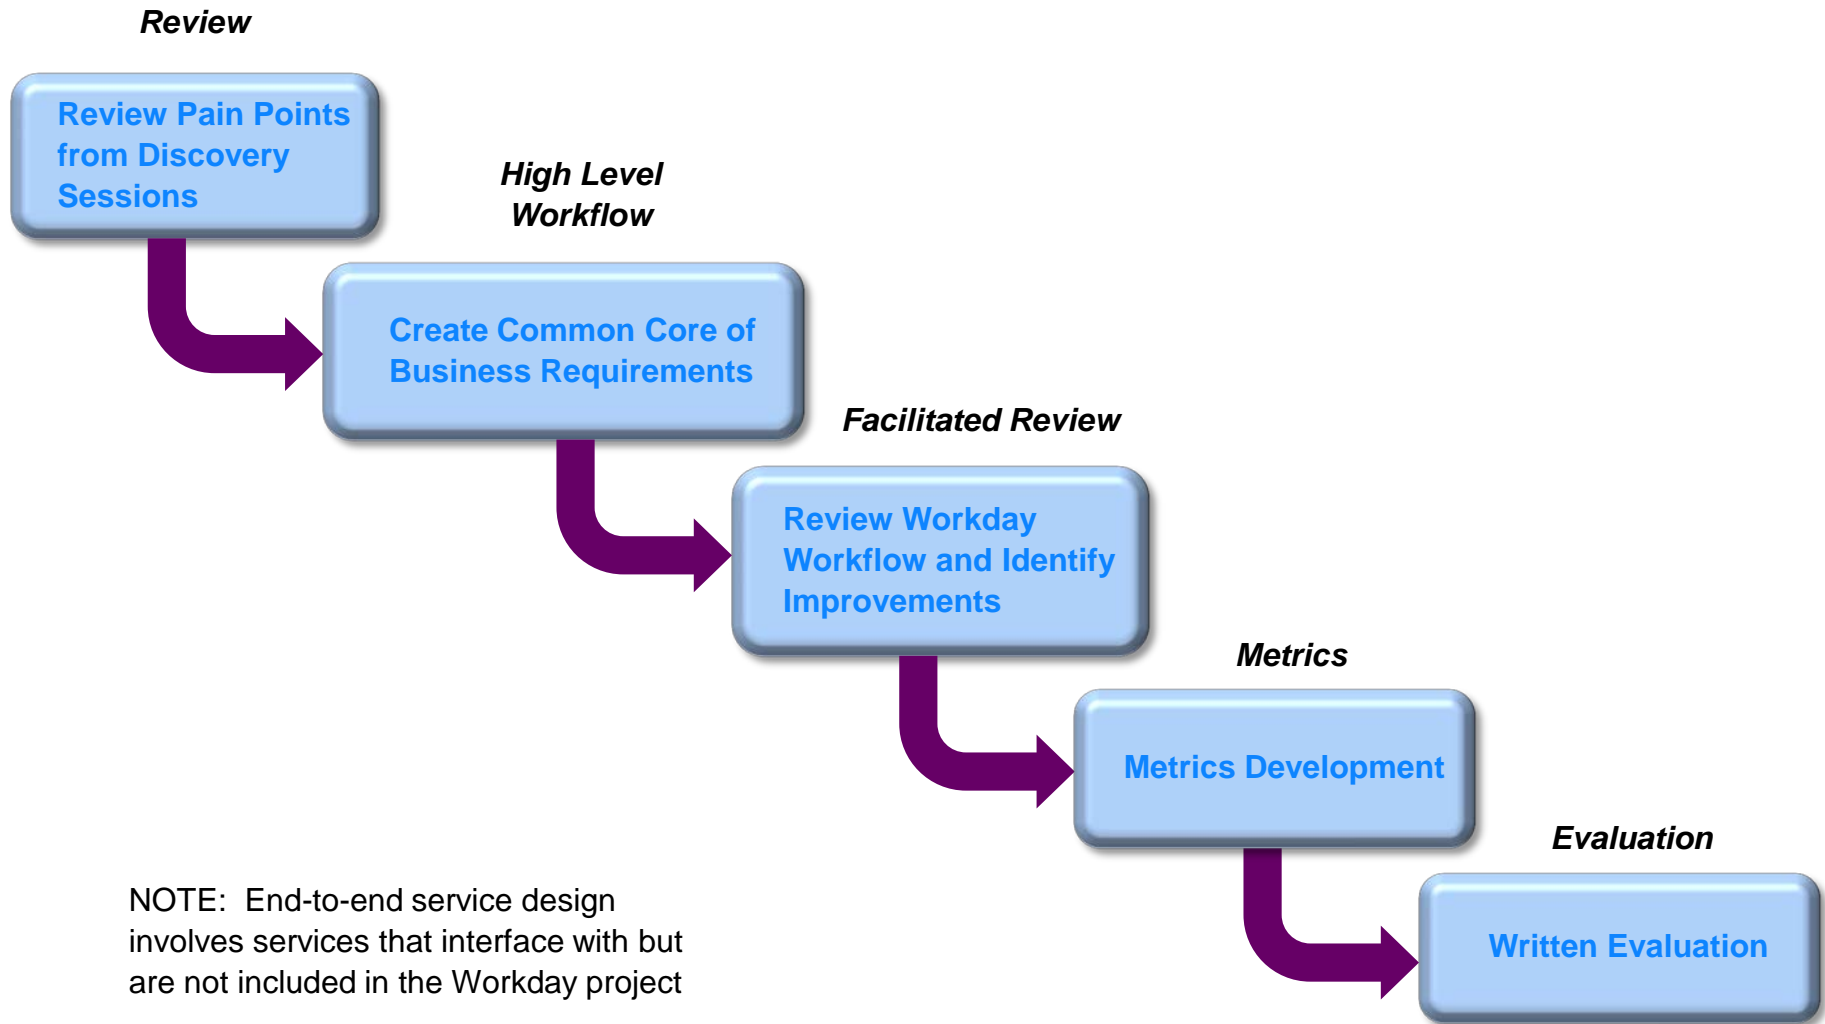 Review
Review Pain Points
from Discovery
Sessions
High Level
Workflow
Create Common Core of
Business Requirements
Facilitated Review
Review Workday
Workflow and Identify
Improvements
Metrics
Metrics Development
Evaluation
Written Evaluation
NOTE:  End-to-end service design
involves services that interface with but
are not included in the Workday project